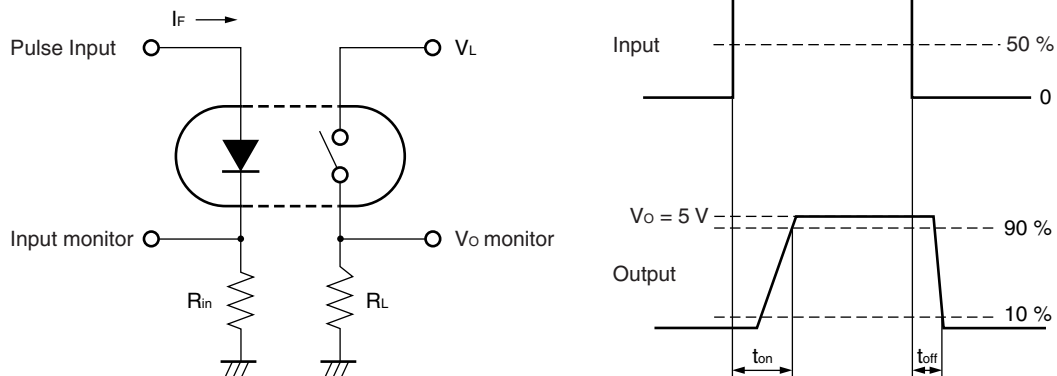 IF
Pulse Input
VL
Input monitor
VO monitor
Rin
RL
Input
50 %
0
VO = 5 V
90 %
Output
10 %
ton
toff